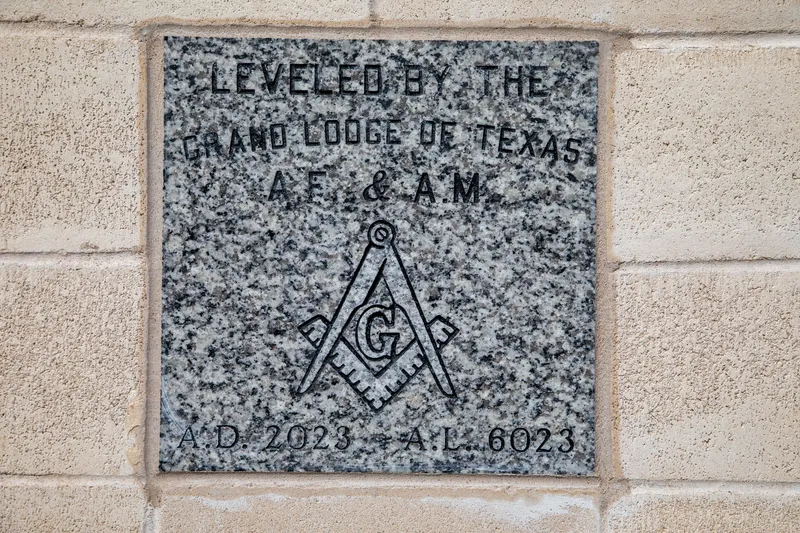 LEVELED BY THE
GRAND LODGE OF TEXAS
A.F. & A.M.
G
A.D. 2023 - A.L. 6023